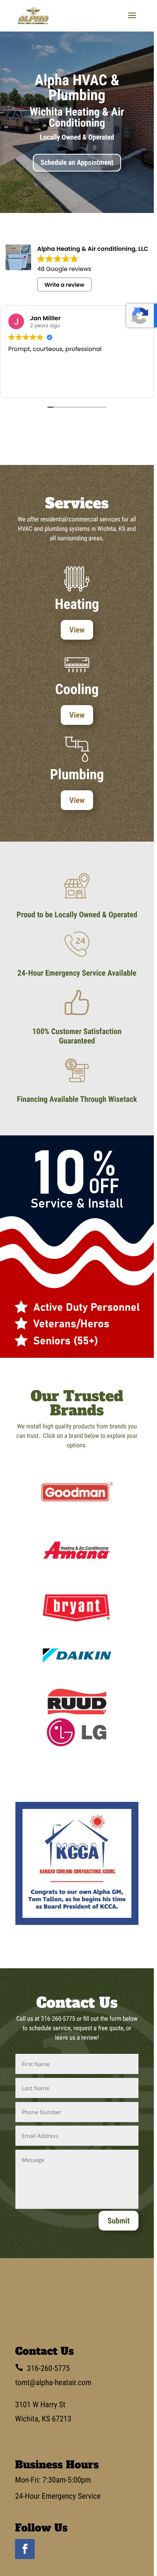 ALPHA
Alpha HVAC &
Plumbing
Wichita Heating & Air
Conditioning
Locally Owned & Operated
Schedule an Appointment
Alpha Heating & Air conditioning, LLC
48 Google reviews
Write a review
J
Jan Milller
2 years ago
Prompt, courteous, professional
Services
We offer residential/commercial services for all
HVAC and plumbing systems in Wichita, KS and
all surrounding areas.
Heating
View
Cooling
View
Plumbing
View
Proud to be Locally Owned & Operated
24
24-Hour Emergency Service Available
100% Customer Satisfaction
Guarantee
Financing Available Through Wisetack
10%
OFF
Service & Install
Active Duty Personnel
Veterans/Heros
Seniors (55+)
Our Trusted
Brands
We install high quality products from brands you
can trust. Click on a brand below to explore your
options.
Goodman
Heating & Air Conditioning
Amana
bryant
DAIKIN
RUUD
LG
KCCA
KANSAS COOLING CONTRACTORS ASSOC.
Congrats to our own Alpha GM,
Tom Tallon, as he begins his time
as Board President of KCCA.
Contact Us
Call us at 316-260-5775 or fill out the form below
to schedule service, request a free quote, or
leave us a review!
First Name
Last Name
Phone Number
Email Address
Message
Submit
Contact Us
316-260-5775
tomt@alpha-heatair.com
3101 W Harry St
Wichita, KS 67213
Business Hours
Mon-Fri: 7:30am-5:00pm
24-Hour Emergency Service
Follow Us